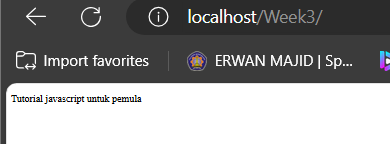 localhost/Week3/
Import favorites
ERWAN MAJID | Sp...
Tutorial javascript untuk pemula